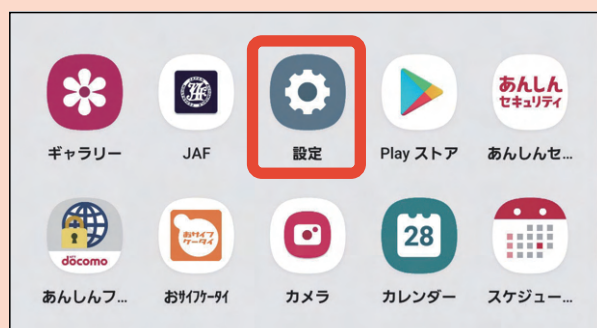 あんしん
セキュリティ
ギャラリー
JAF
設定
Play ストア
あんしんセ...
döcomo
おサイフ
ケータイ
28
あんしんフ...
おサイフケータイ
カメラ
カレンダー
スケジュー...